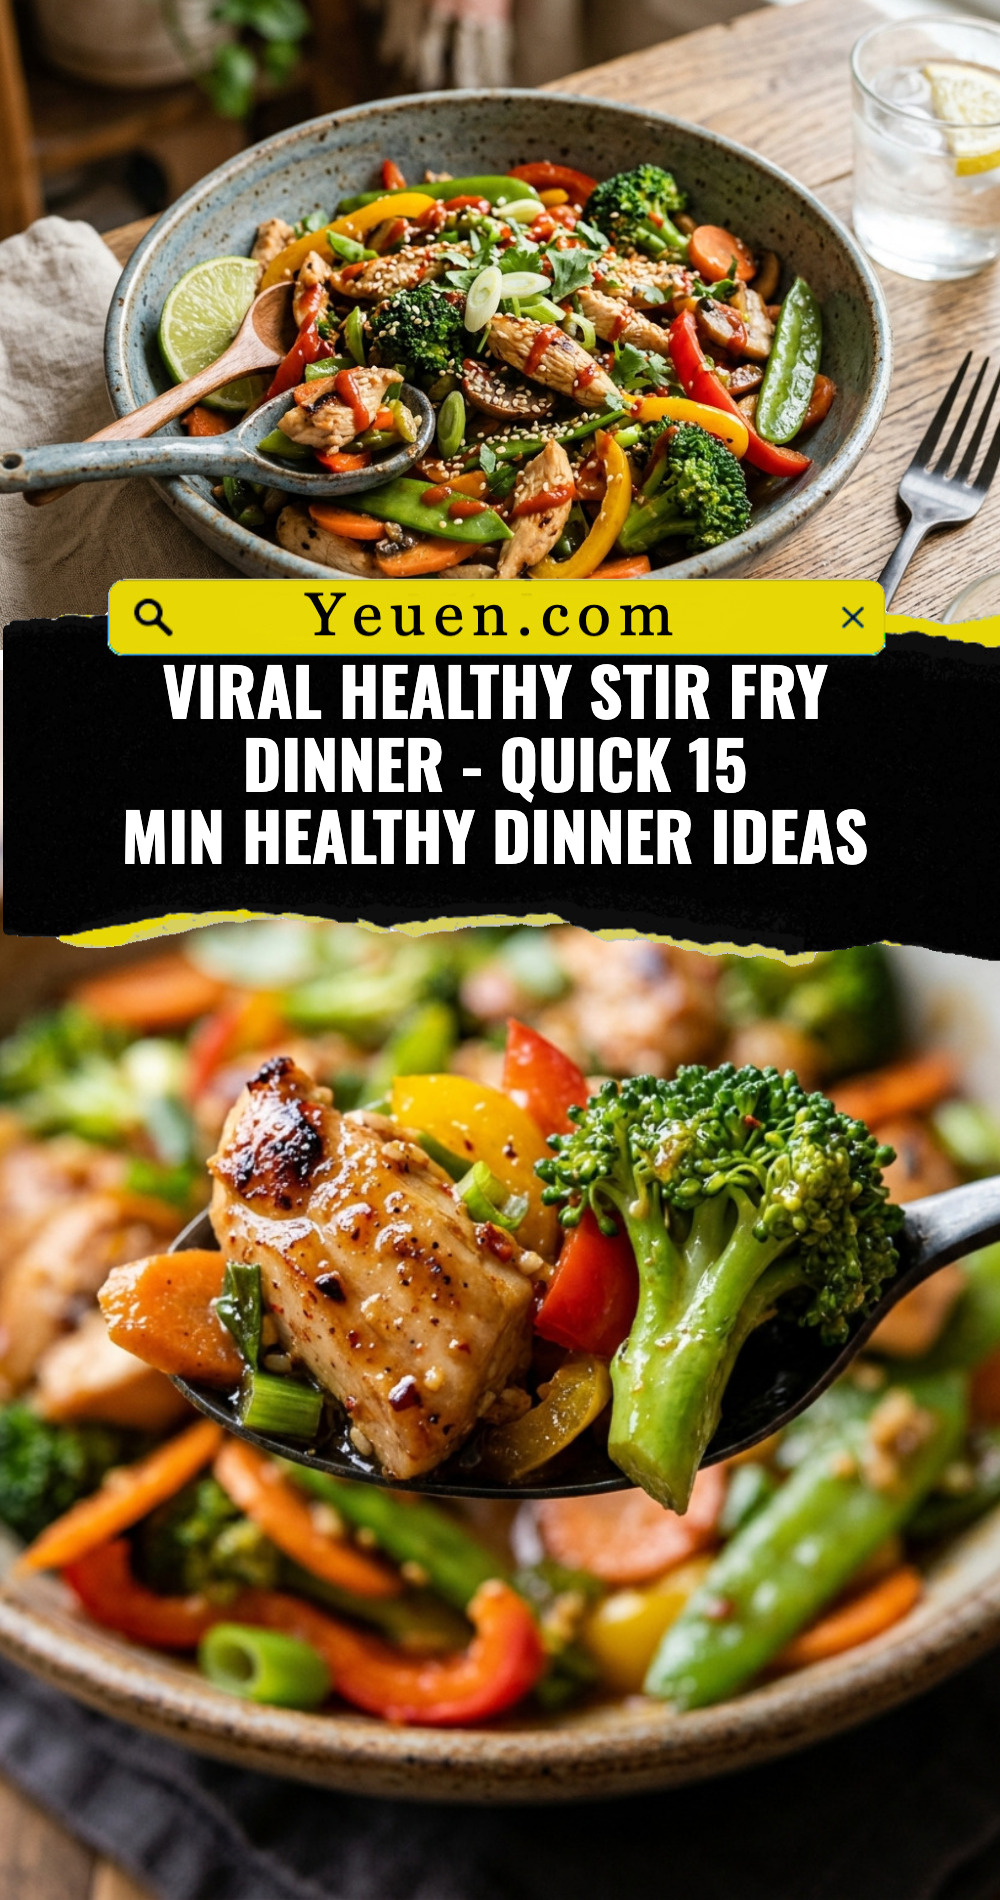 Yeuen.com
VIRAL HEALTHY STIR FRY
DINNER - QUICK 15
MIN HEALTHY DINNER IDEAS